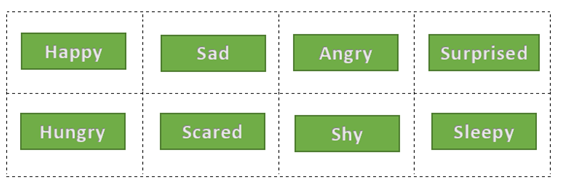 Happy Sad Angry Surprised
Hungry Scared Shy Sleepy